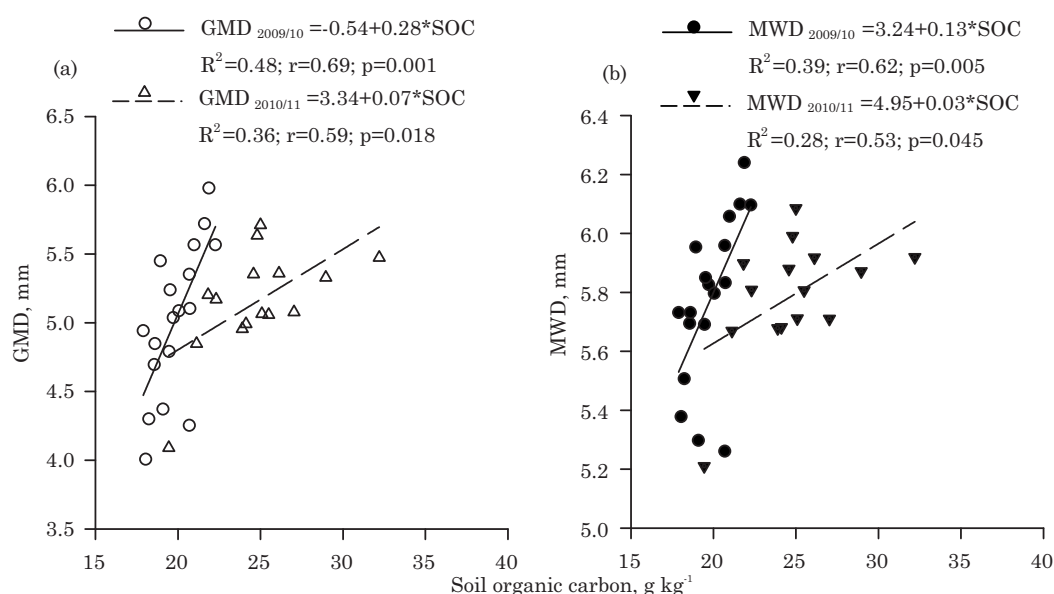 GMD 2009/10 =-0.54+0.28*SOC
R²=0.48; r=0.69; p=0.001
(a)
GMD 2010/11 =3.34+0.07*SOC
R²=0.36; r=0.59; p=0.018
6.5
6.0
5.5
5.0
4.5
4.0
3.5
GMD, mm
15 20 25 30 35 40
MWD 2009/10 =3.24+0.13*SOC
R²=0.39; r=0.62; p=0.005
(b)
MWD 2010/11 =4.95+0.03*SOC
R²=0.28; r=0.53; p=0.045
6.4
6.2
6.0
5.8
5.6
5.4
5.2
5.0
MWD, mm
15 20 25 30 35 40
Soil organic carbon, g kg⁻¹